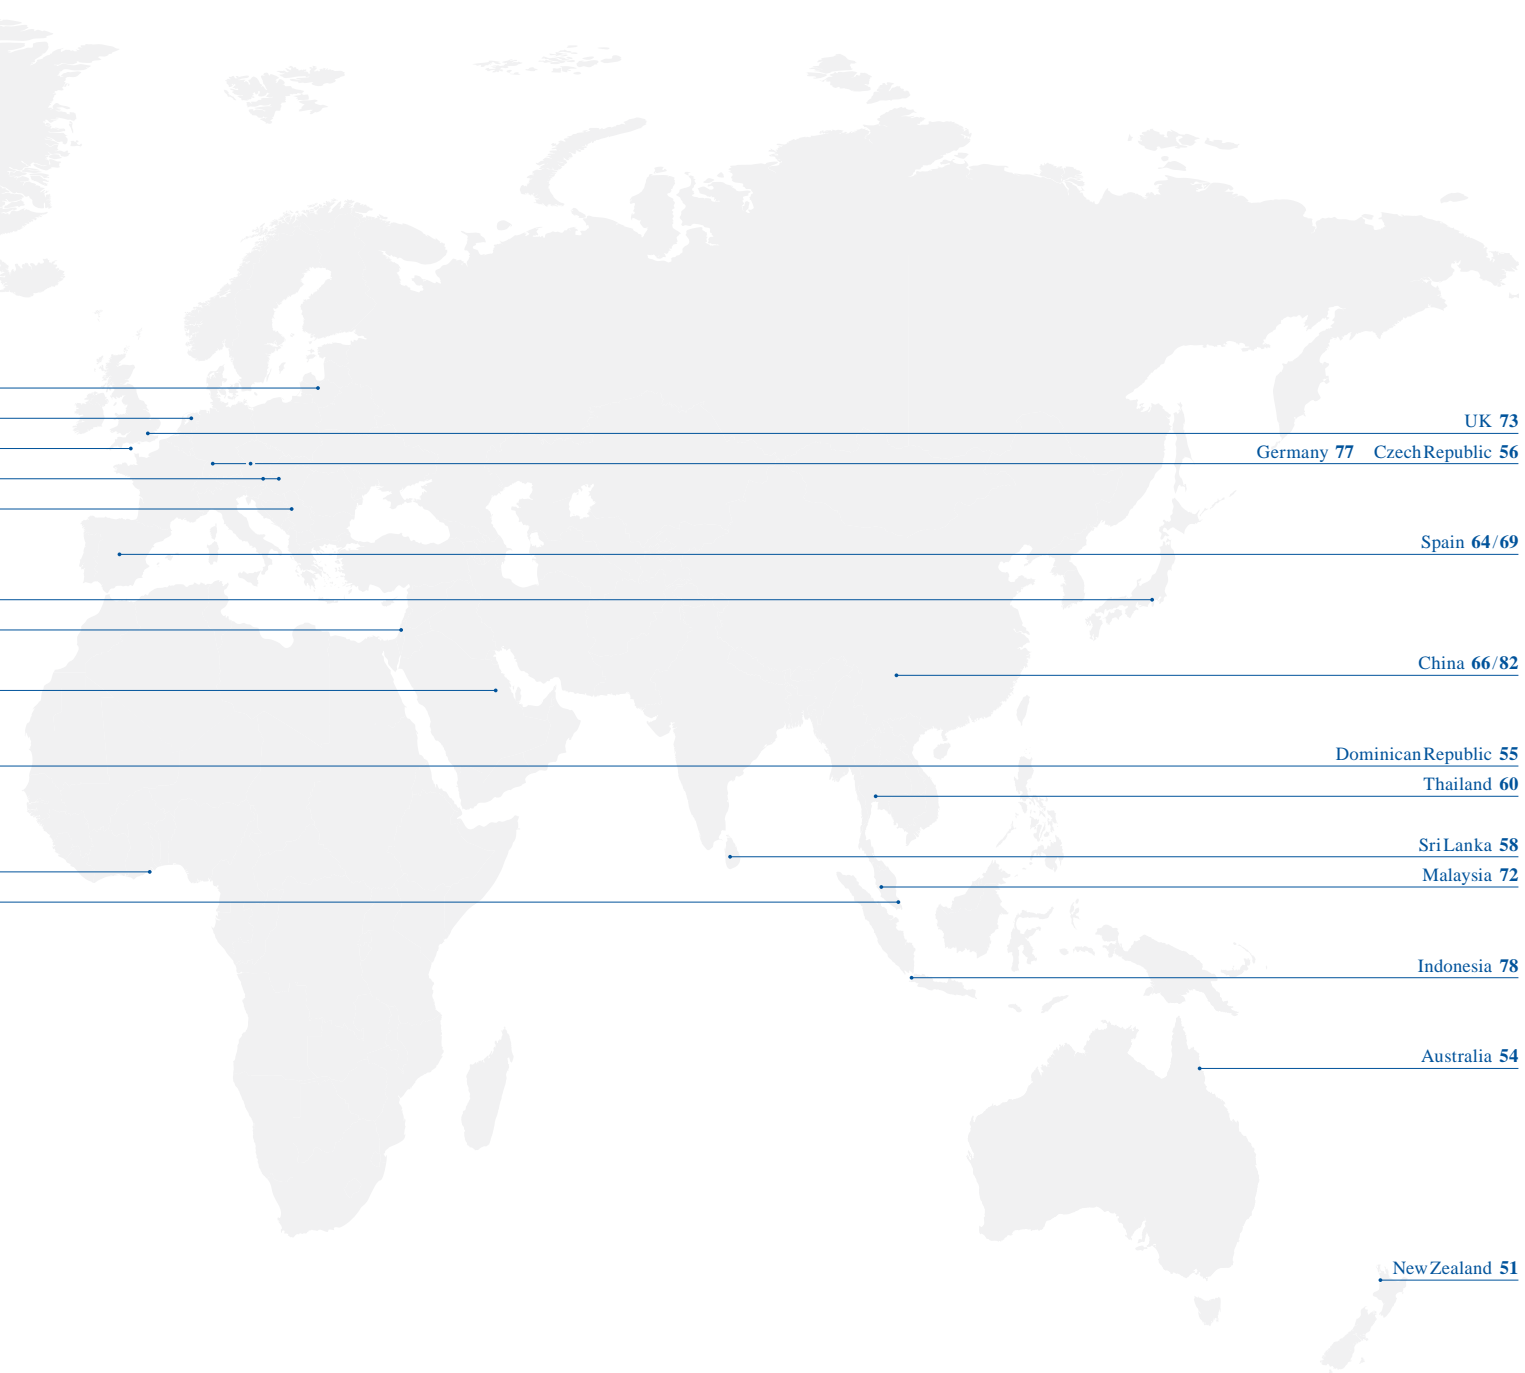 UK 73
Germany 77 Czech Republic 56
Spain 64/69
China 66/82
Dominican Republic 55
Thailand 60
Sri Lanka 58
Malaysia 72
Indonesia 78
Australia 54
New Zealand 51